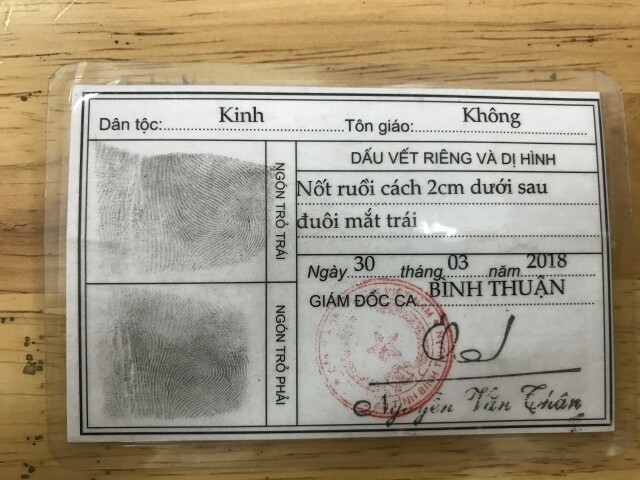 Dân tộc: Kinh Tôn giáo: Không
NGÓN TRỎ TRÁI
DẤU VẾT RIÊNG VÀ DỊ HÌNH
Nốt ruồi cách 2cm dưới sau
đuôi mắt trái
Ngày 30 tháng 03 năm 2018
GIÁM ĐỐC CA BÌNH THUẬN
NGÓN TRỎ PHẢI
Nguyễn Văn Thân